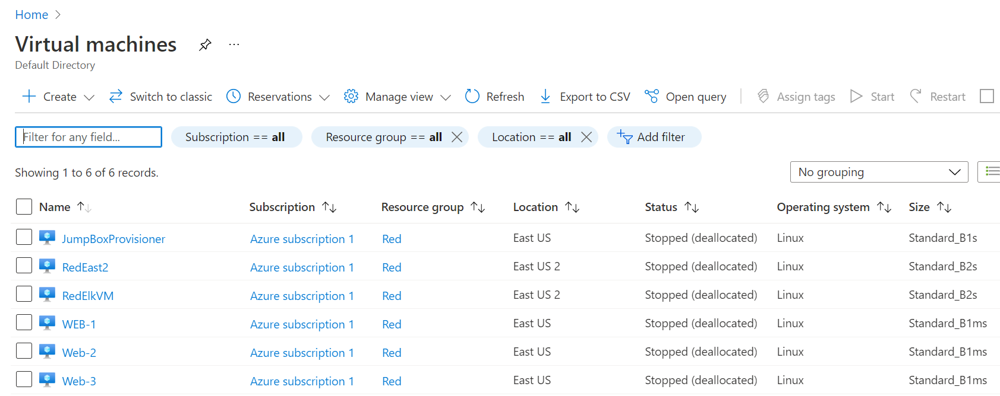 Home
Virtual machines
Default Directory
Create Switch to classic Reservations Manage view Refresh Export to CSV Open query Assign tags Start Restart
Filter for any field... Subscription == all Resource group == all Location == all Add filter
Showing 1 to 6 of 6 records. No grouping
Name Subscription Resource group Location Status Operating system Size
JumpBoxProvisioner Azure subscription 1 Red East US Stopped (deallocated) Linux Standard_B1s
RedEast2 Azure subscription 1 Red East US 2 Stopped (deallocated) Linux Standard_B2s
RedElkVM Azure subscription 1 Red East US 2 Stopped (deallocated) Linux Standard_B2s
WEB-1 Azure subscription 1 Red East US Stopped (deallocated) Linux Standard_B1ms
Web-2 Azure subscription 1 Red East US Stopped (deallocated) Linux Standard_B1ms
Web-3 Azure subscription 1 Red East US Stopped (deallocated) Linux Standard_B1ms